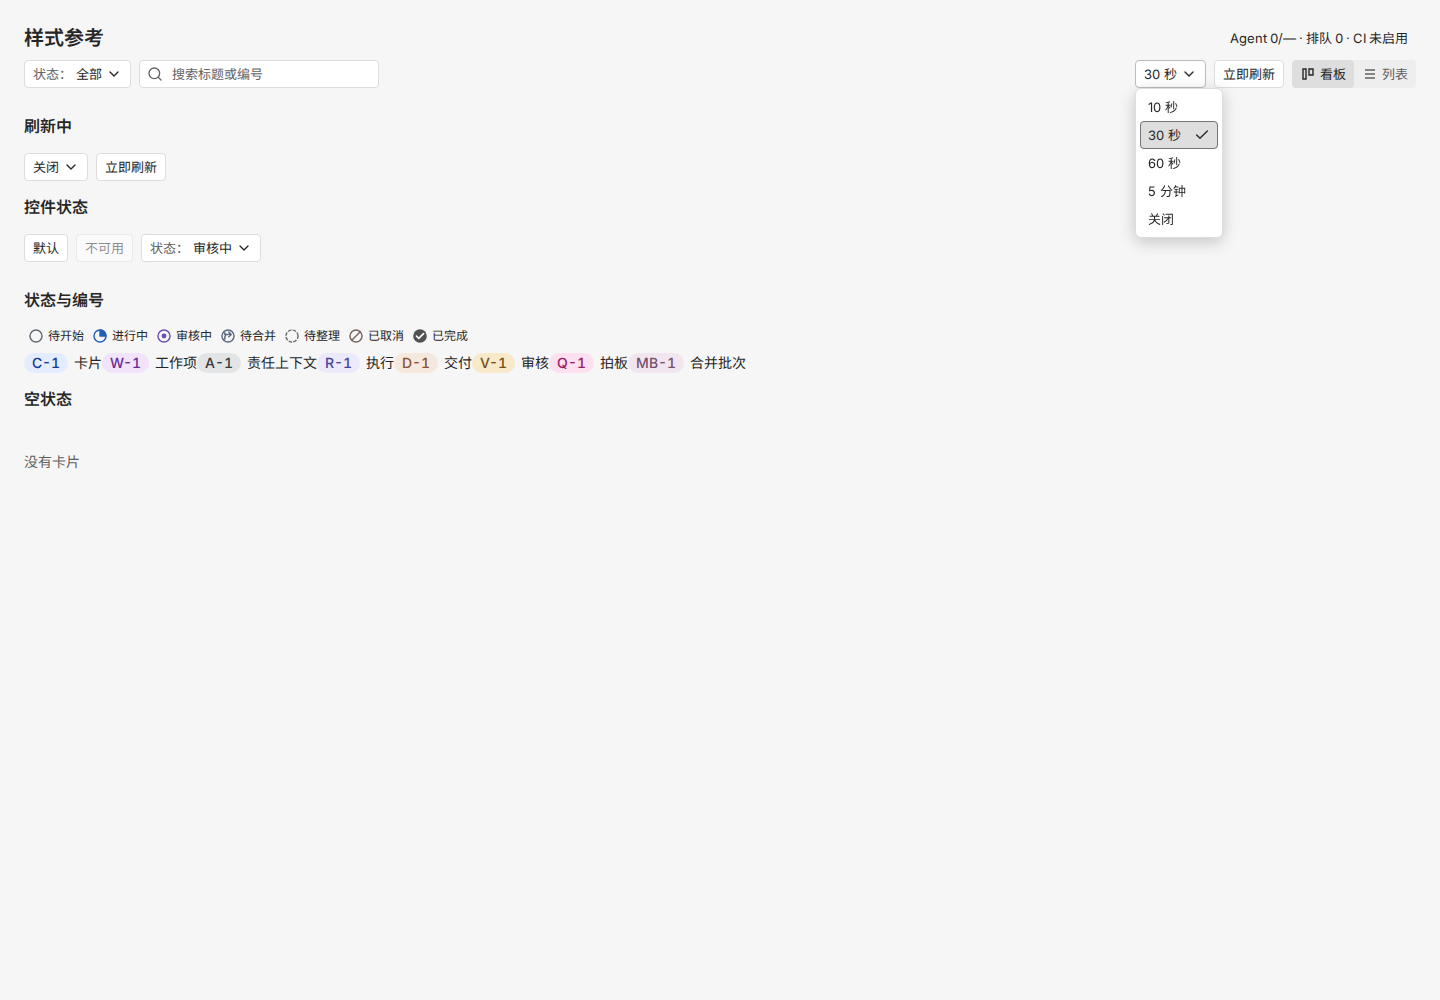 样式参考
Agent 0/— · 排队 0 · CI 未启用
状态: 全部 搜索标题或编号 30 秒 立即刷新 看板 列表
10 秒
30 秒
60 秒
5 分钟
关闭
刷新中
关闭 立即刷新
控件状态
默认 不可用 状态: 审核中
状态与编号
待开始 进行中 审核中 待合并 待整理 已取消 已完成
C-1 卡片 W-1 工作项 A-1 责任上下文 R-1 执行 D-1 交付 V-1 审核 Q-1 拍板 MB-1 合并批次
空状态
没有卡片